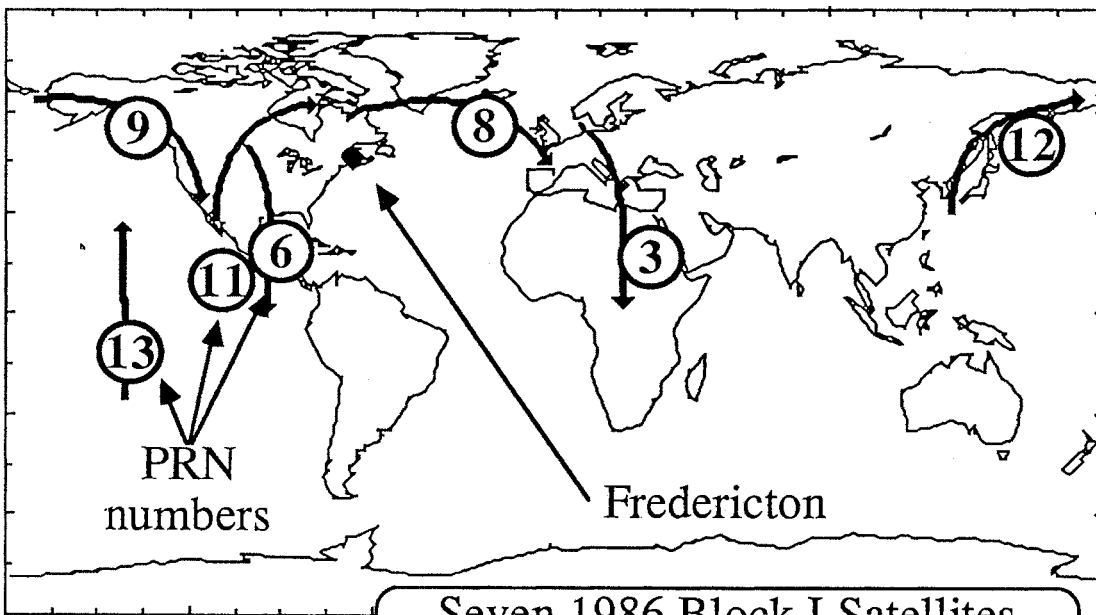 9
8
12
6
3
11
13
PRN
numbers
Fredericton
Seven 1986 Block I Satellites